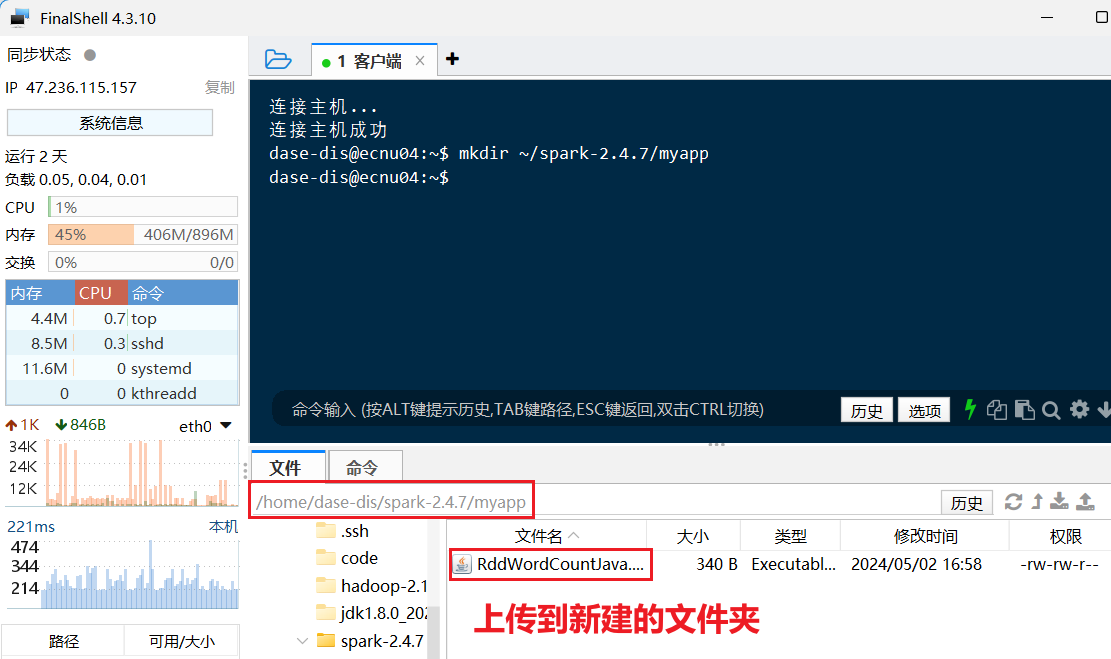 FinalShell 4.3.10
同步状态
IP 47.236.115.157 复制
系统信息
运行 2 天
负载 0.05, 0.04, 0.01
CPU 1%
内存 45% 406M/896M
交换 0% 0/0
内存 CPU 命令
4.4M 0.7 top
8.5M 0.3 sshd
11.6M 0 systemd
0 0 kthreadd
1K 846B eth0
34K
24K
12K
221ms 本机
474
344
214
路径 可用/大小
1 客户端
连接主机...
连接主机成功
dase-dis@ecnu04:~$ mkdir ~/spark-2.4.7/myapp
dase-dis@ecnu04:~$
命令输入 (按ALT键提示历史,TAB键路径,ESC键返回,双击CTRL切换) 历史 选项
文件 命令
/home/dase-dis/spark-2.4.7/myapp 历史
.ssh
code
hadoop-2.1
jdk1.8.0_202
spark-2.4.7
文件名 大小 类型 修改时间 权限
RddWordCountJava.... 340 B Executabl... 2024/05/02 16:58 -rw-rw-r--
上传到新建的文件夹